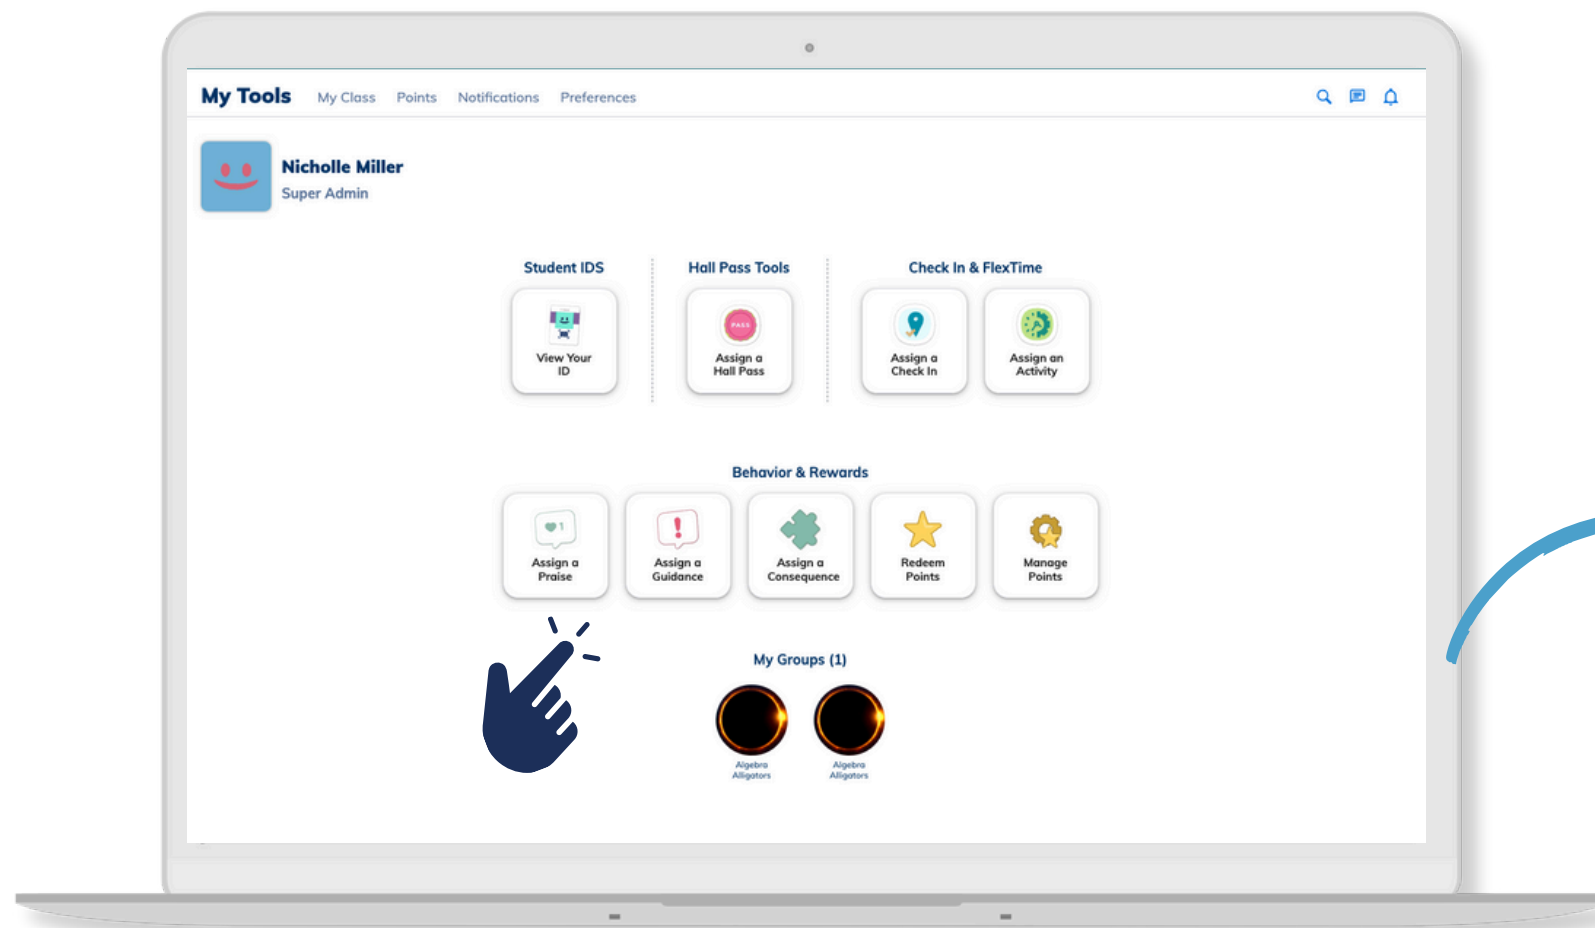 My Tools My Class Points Notifications Preferences
Nicholle Miller
Super Admin
Student IDS
Hall Pass Tools
Check In & FlexTime
PASS
View Your
ID
Assign a
Hall Pass
Assign a
Check In
Assign an
Activity
Behavior & Rewards
1
Assign a
Praise
!
Assign a
Guidance
Assign a
Consequence
Redeem
Points
Manage
Points
My Groups (1)
Algebra
Alligators
Algebra
Alligators